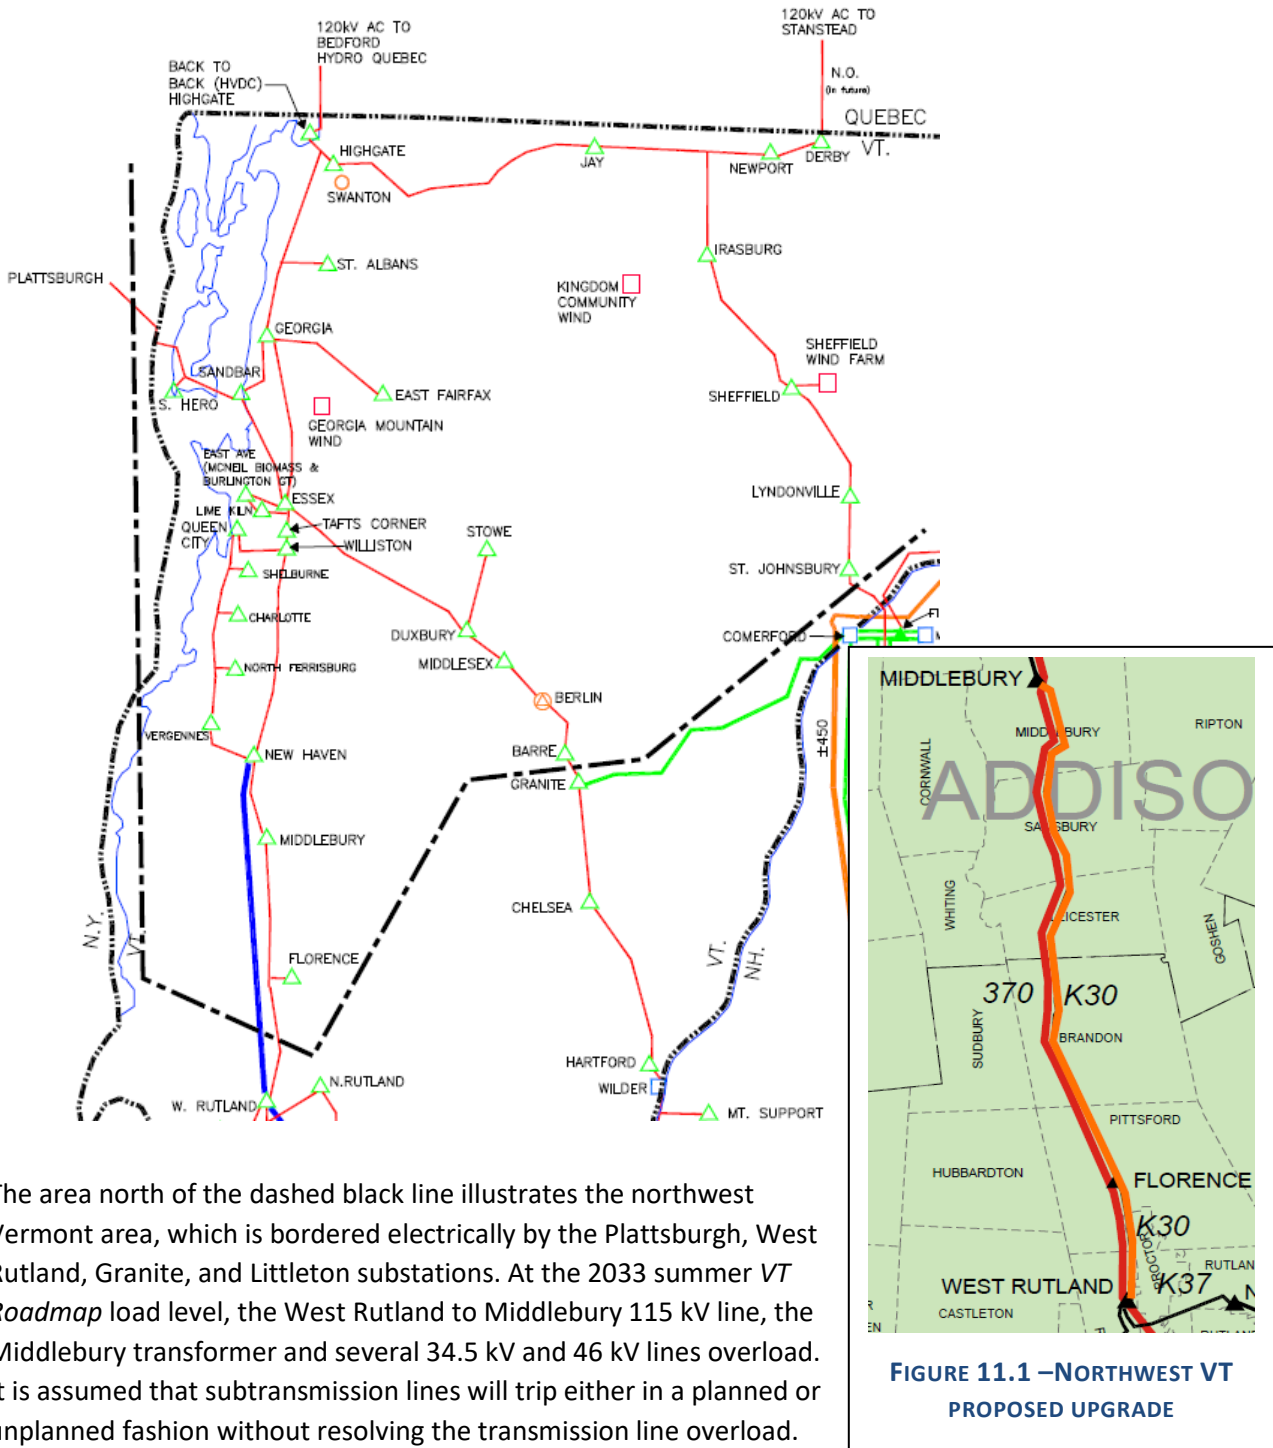 120kV AC TO
BEDFORD
HYDRO QUEBEC
120kV AC TO
STANSTEAD
BACK TO
BACK (HVDC)
HIGHGATE
N.O.
(in future)
QUEBEC
VT.
HIGHGATE
SWANTON
JAY
NEWPORT
DERBY
ST. ALBANS
IRASBURG
PLATTSBURGH
KINGDOM
COMMUNITY
WIND
GEORGIA
SHEFFIELD
WIND FARM
SANDBAR
S. HERO
EAST FAIRFAX
SHEFFIELD
GEORGIA MOUNTAIN
WIND
EAST AVE
(MCNEIL BIOMASS &
BURLINGTON GT)
ESSEX
LYNDONVILLE
LIME KILN
QUEEN
CITY
TAFTS CORNER
WILLISTON
STOWE
SHELBURNE
ST. JOHNSBURY
CHARLOTTE
DUXBURY
COMERFORD
MIDDLESEX
NORTH FERRISBURG
BERLIN
VERGENNES
NEW HAVEN
BARRE
GRANITE
±450
MIDDLEBURY
CHELSEA
N.Y.
VT.
VT.
NH.
FLORENCE
HARTFORD
WILDER
N.RUTLAND
W. RUTLAND
MT. SUPPORT
MIDDLEBURY
MIDDLEBURY
RIPTON
CORNWALL
ADDISO
SALISBURY
WHITING
LEICESTER
GOSHEN
370
K30
SUDBURY
BRANDON
PITTSFORD
HUBBARDTON
FLORENCE
K30
PROCTOR
RUTLAN
WEST RUTLAND
K37
N
CASTLETON
FIGURE 11.1 –NORTHWEST VT
PROPOSED UPGRADE
he area north of the dashed black line illustrates the northwest
Vermont area, which is bordered electrically by the Plattsburgh, West
Rutland, Granite, and Littleton substations. At the 2033 summer VT
Roadmap load level, the West Rutland to Middlebury 115 kV line, the
Middlebury transformer and several 34.5 kV and 46 kV lines overload.
t is assumed that subtransmission lines will trip either in a planned or
unplanned fashion without resolving the transmission line overload.